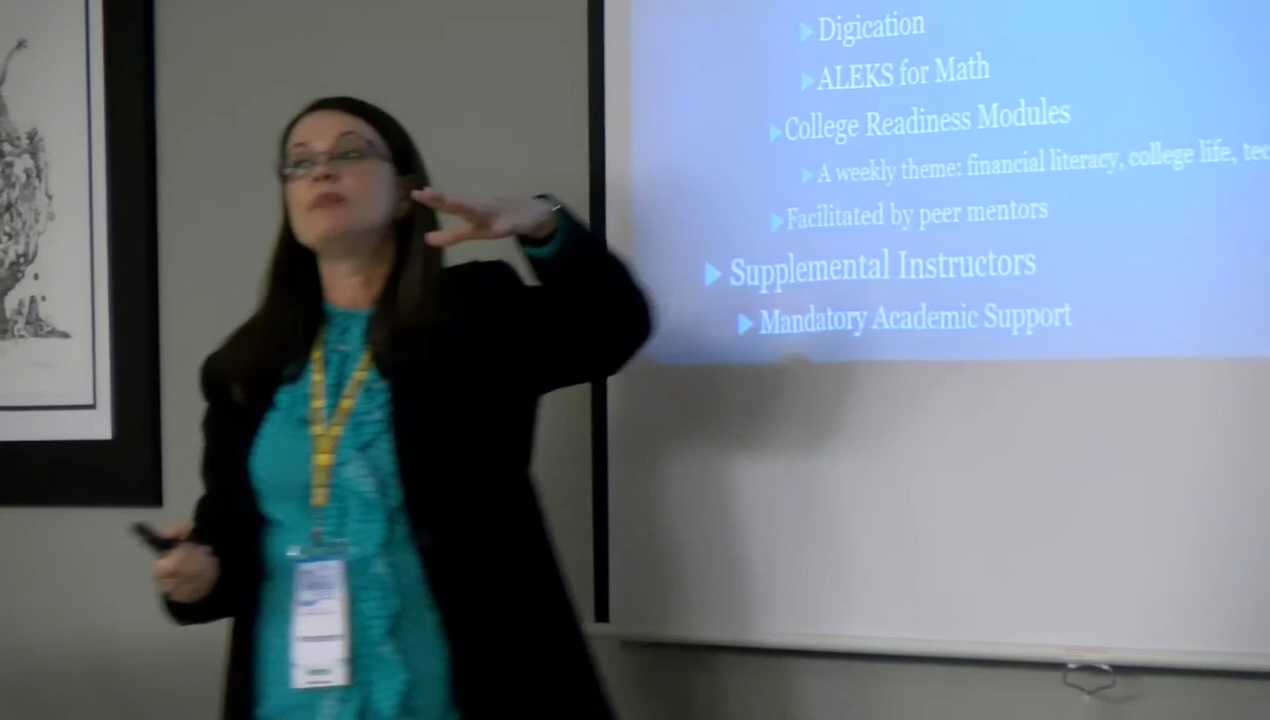 Digication
ALEKS for Math
College Readiness Modules
A weekly theme: financial literacy, college life, tec
Facilitated by peer mentors
Supplemental Instructors
Mandatory Academic Support